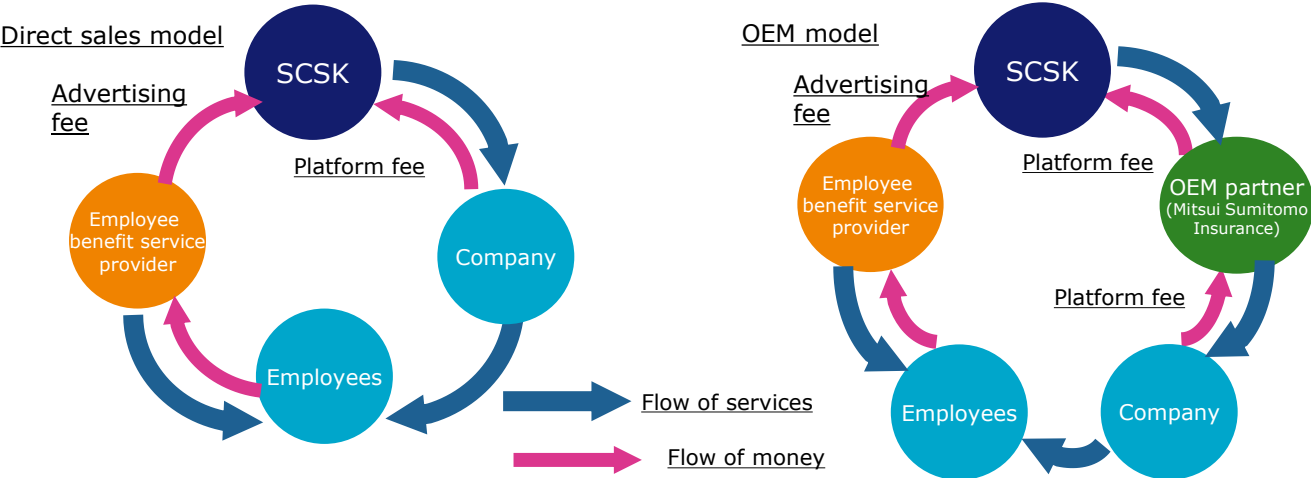 Direct sales model
SCSK
Advertising
fee
Platform fee
Employee
benefit service
provider
Company
Employees
Flow of services
Flow of money
OEM model
SCSK
Advertising
fee
Platform fee
Employee
benefit service
provider
OEM partner
(Mitsui Sumitomo
Insurance)
Platform fee
Employees
Company